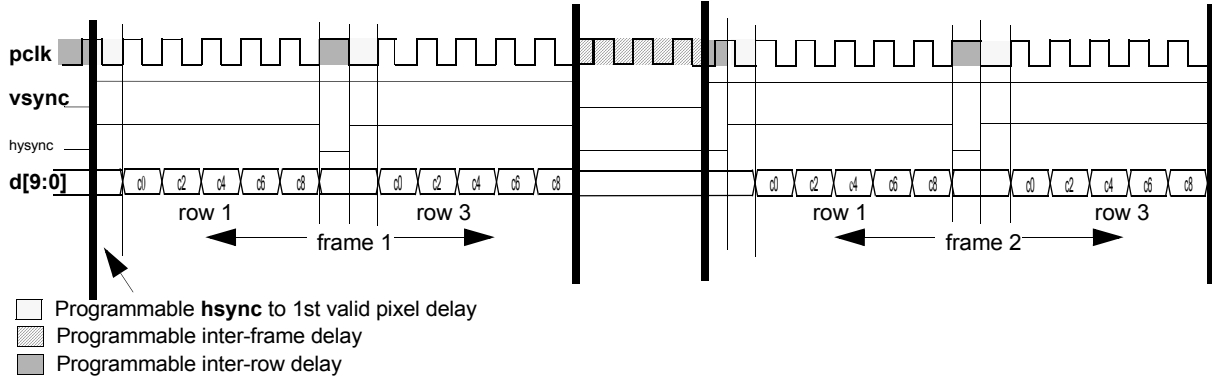 pclk
vsync
hysync
d[9:0] c0 c2 c4 c6 c8 c0 c2 c4 c6 c8 c0 c2 c4 c6 c8 c0 c2 c4 c6 c8
row 1 row 3 row 1 row 3
frame 1 frame 2
Programmable hsync to 1st valid pixel delay
Programmable inter-frame delay
Programmable inter-row delay